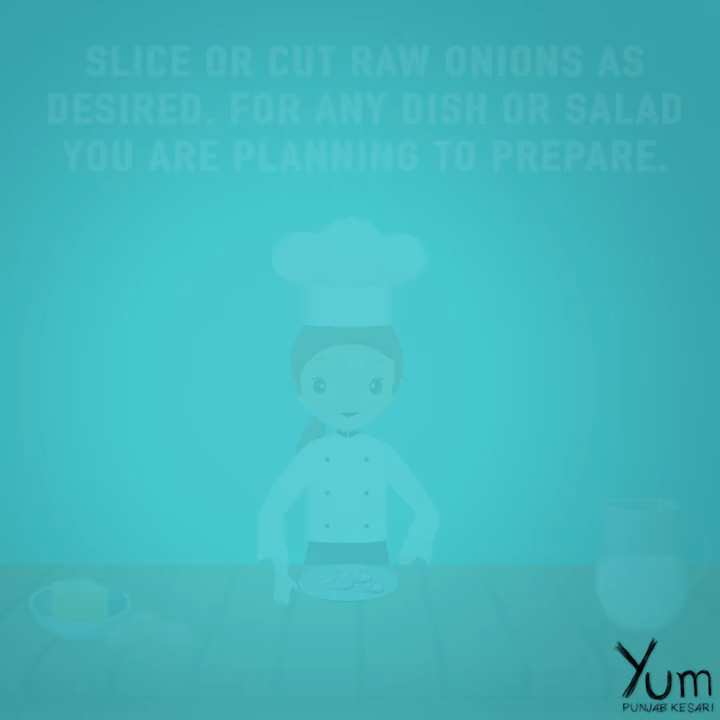 SLICE OR CUT RAW ONIONS AS
DESIRED. FOR ANY DISH OR SALAD
YOU ARE PLANNING TO PREPARE.
Yum
PUNJAB KESARI